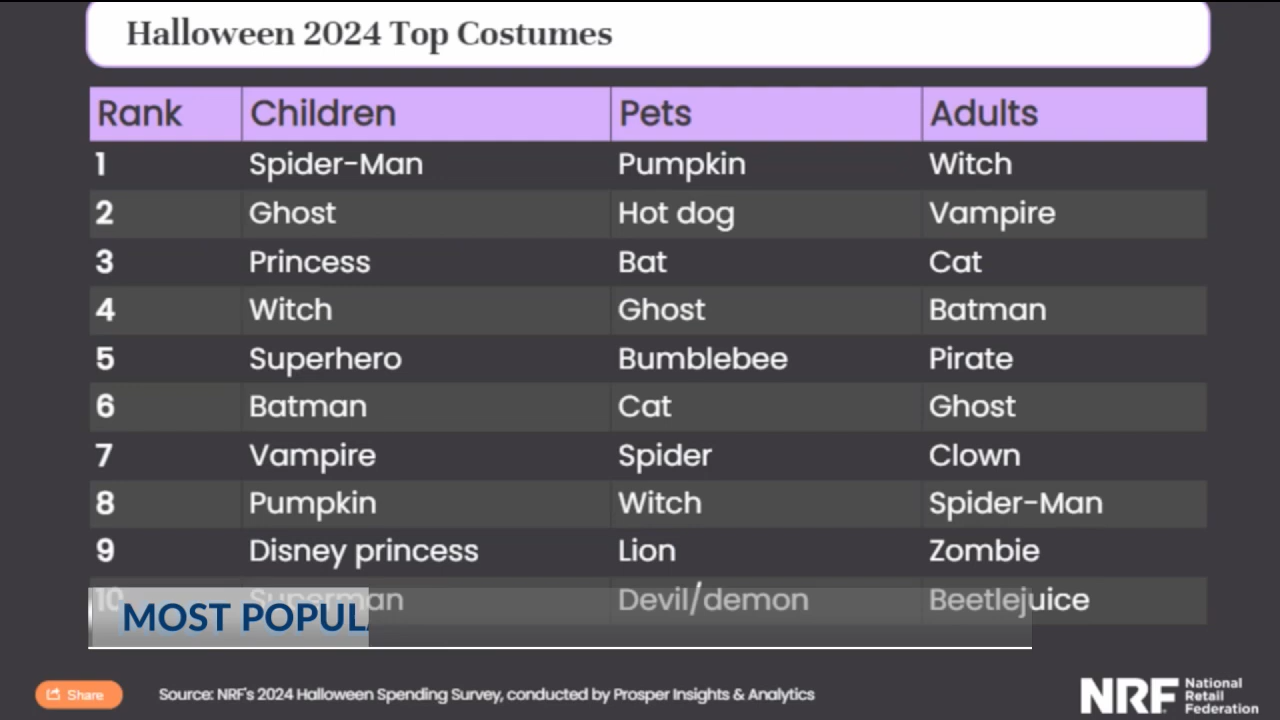 Halloween 2024 Top Costumes
Rank Children Pets Adults
1 Spider-Man Pumpkin Witch
2 Ghost Hot dog Vampire
3 Princess Bat Cat
4 Witch Ghost Batman
5 Superhero Bumblebee Pirate
6 Batman Cat Ghost
7 Vampire Spider Clown
8 Pumpkin Witch Spider-Man
9 Disney princess Lion Zombie
10 Superman Devil/demon Beetlejuice
MOST POPUL
Share
Source: NRF's 2024 Halloween Spending Survey, conducted by Prosper Insights & Analytics
NRF
National
Retail
Federation